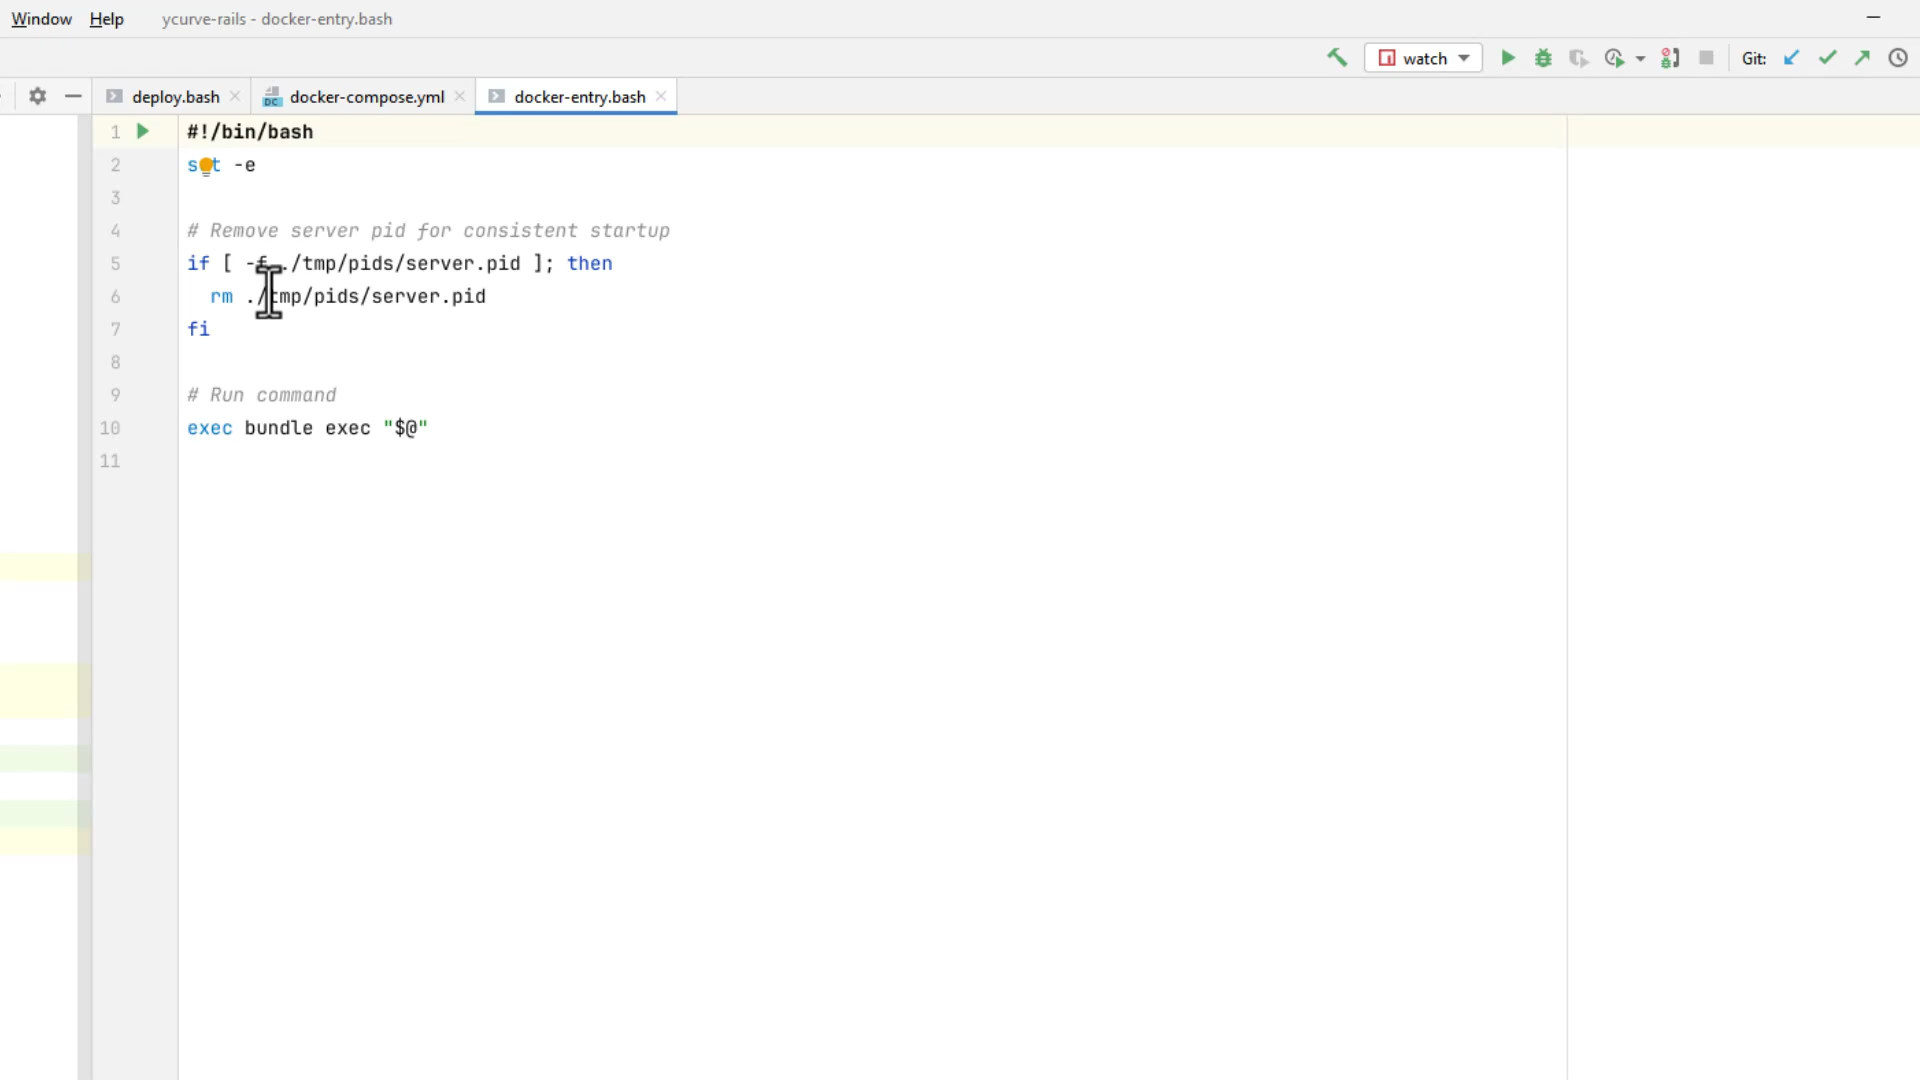 Window Help ycurve-rails - docker-entry.bash
watch Git:
deploy.bash docker-compose.yml docker-entry.bash
1 #!/bin/bash
2 set -e
3
4 # Remove server pid for consistent startup
5 if [ -f ./tmp/pids/server.pid ]; then
6 rm ./tmp/pids/server.pid
7 fi
8
9 # Run command
10 exec bundle exec "$@"
11